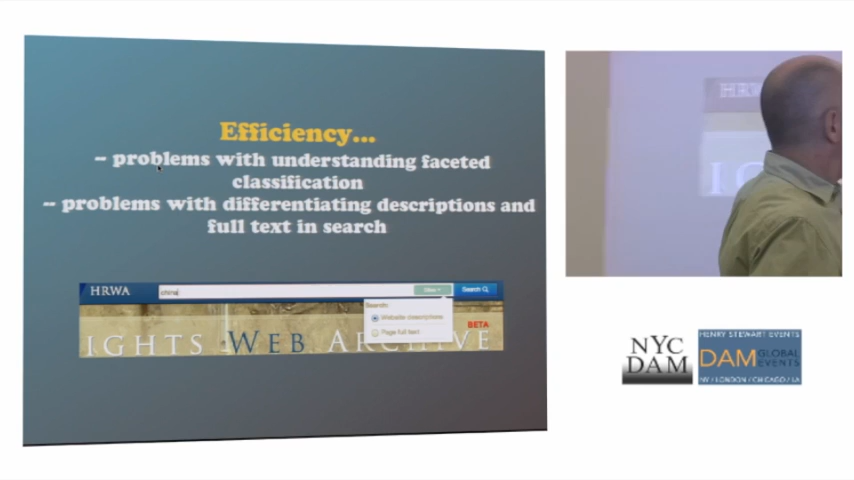 Efficiency...
-- problems with understanding faceted
classification
-- problems with differentiating descriptions and
full text in search
HRWA
china
Sites
Search
Search:
Website descriptions
Page full text
BETA
IGHTS WEB ARCHIVE
NYC
DAM
HENRY STEWART EVENTS
DAM GLOBAL
EVENTS
NY / LONDON / CHICAGO / LA